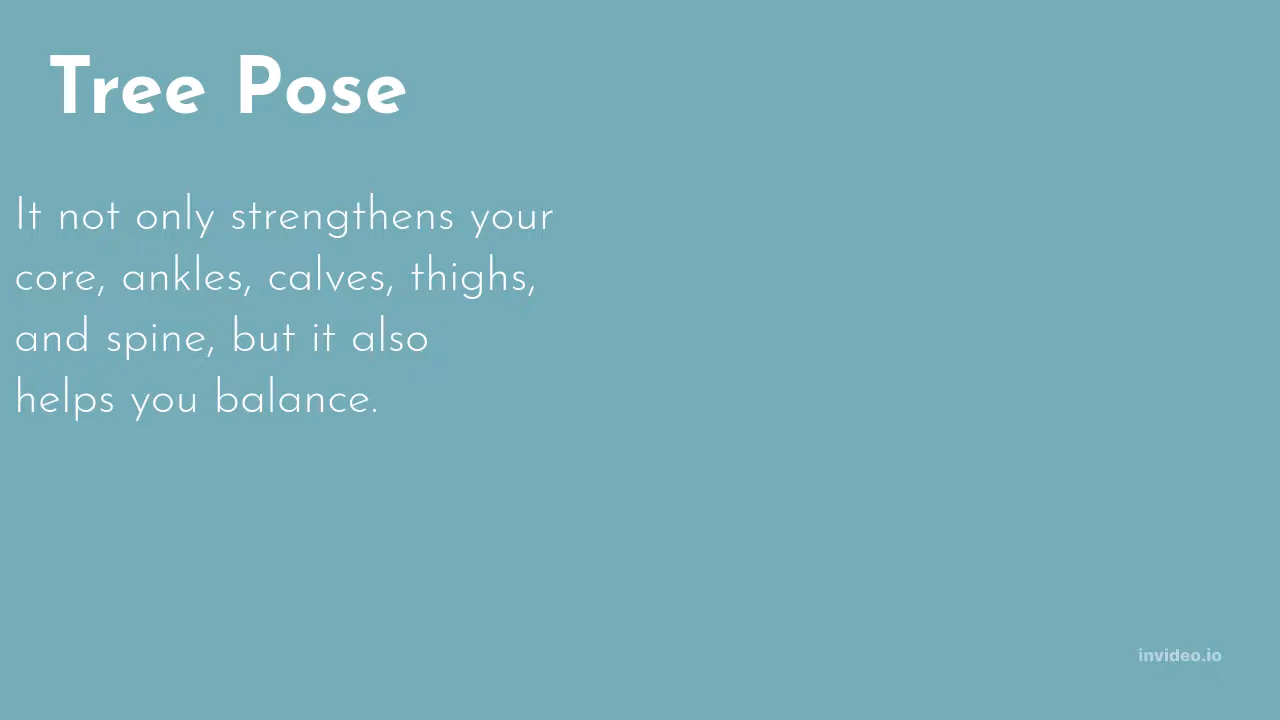 Tree Pose
It not only strengthens your
core, ankles, calves, thighs,
and spine, but it also
helps you balance.
invideo.io